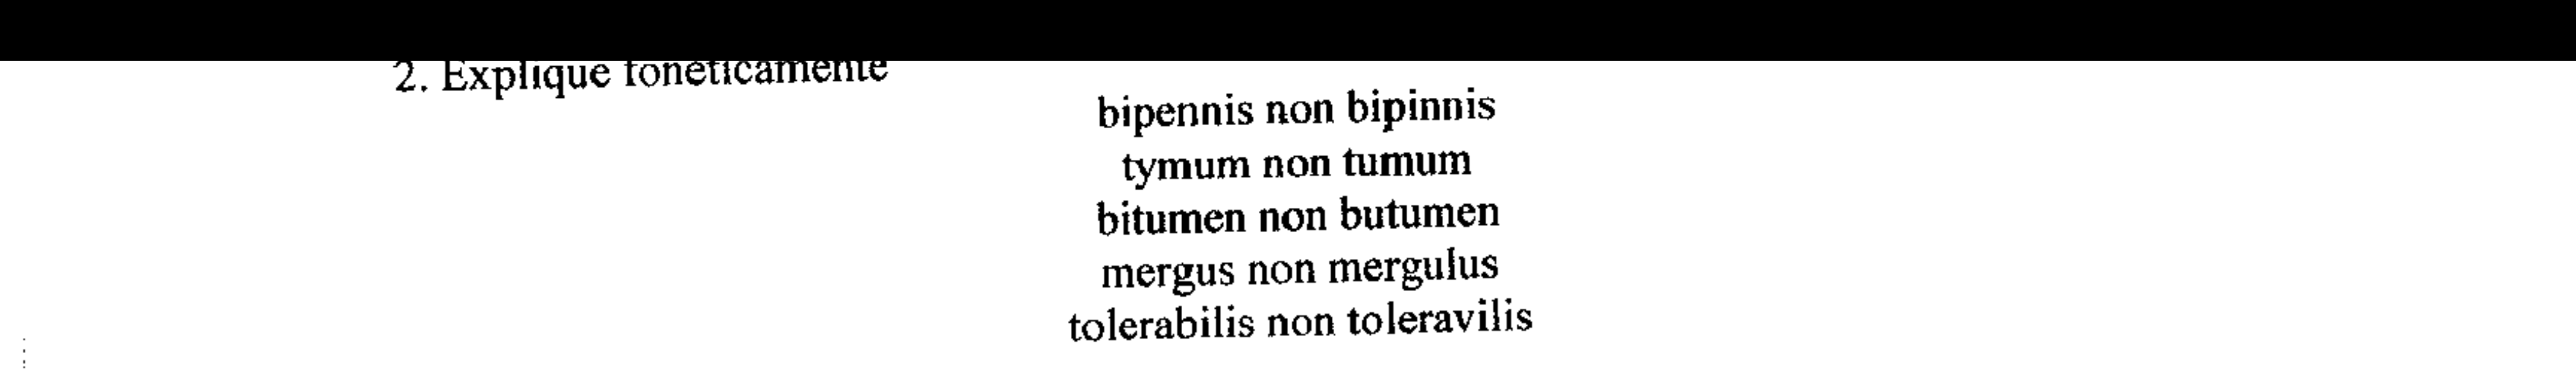 2. Explique foneticamente
bipennis non bipinnis
tymum non tumum
bitumen non butumen
mergus non mergulus
tolerabilis non toleravilis